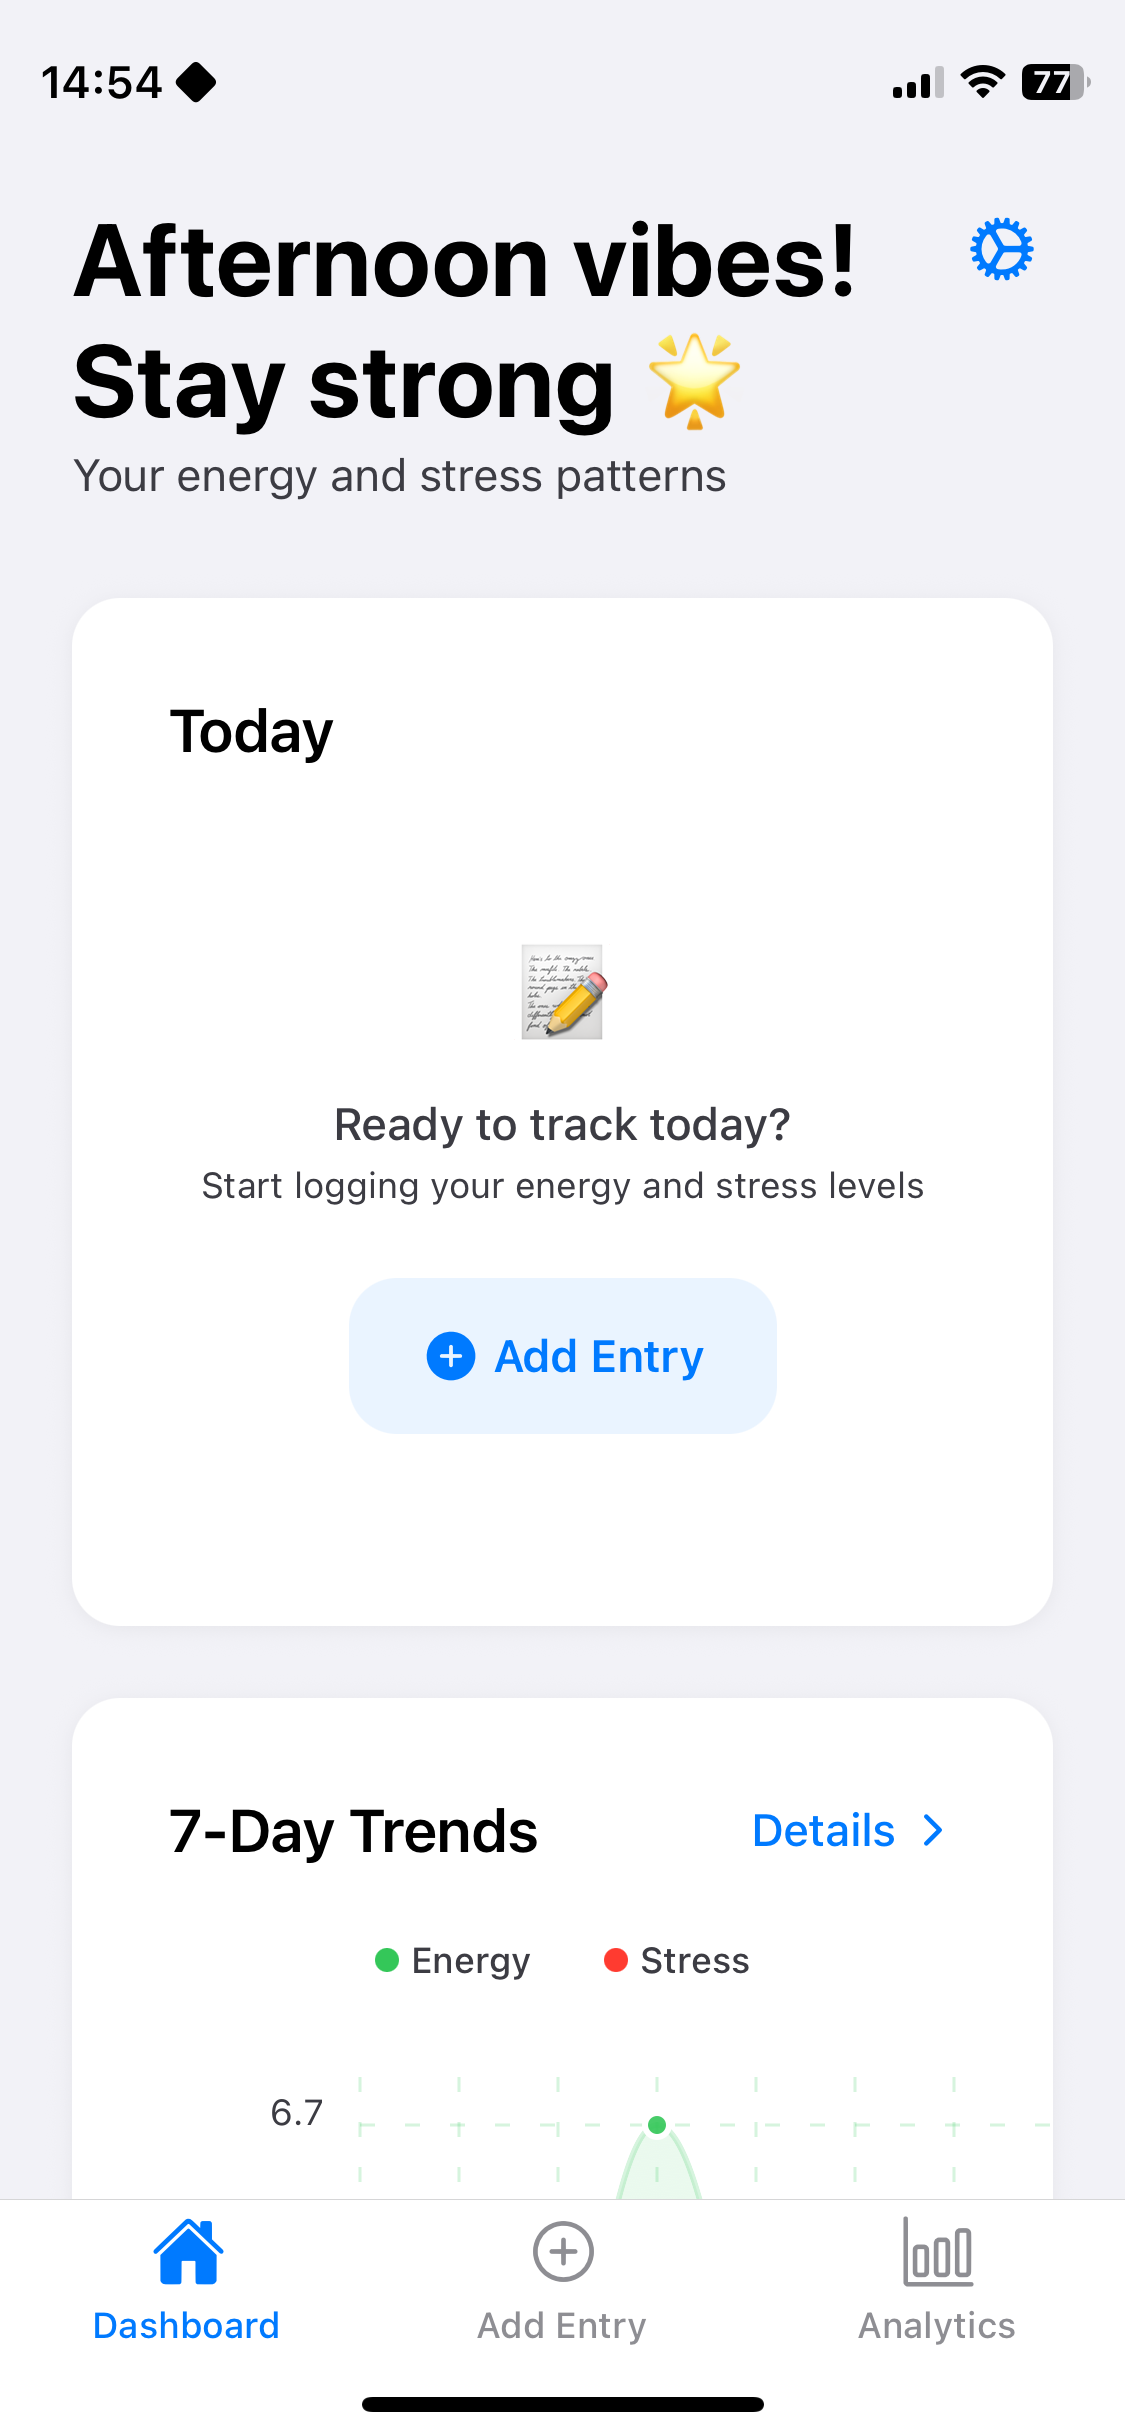 14:54
77
Afternoon vibes!
Stay strong 🌟
Your energy and stress patterns
Today
Ready to track today?
Start logging your energy and stress levels
Add Entry
7-Day Trends
Details
Energy
Stress
6.7
Dashboard
Add Entry
Analytics